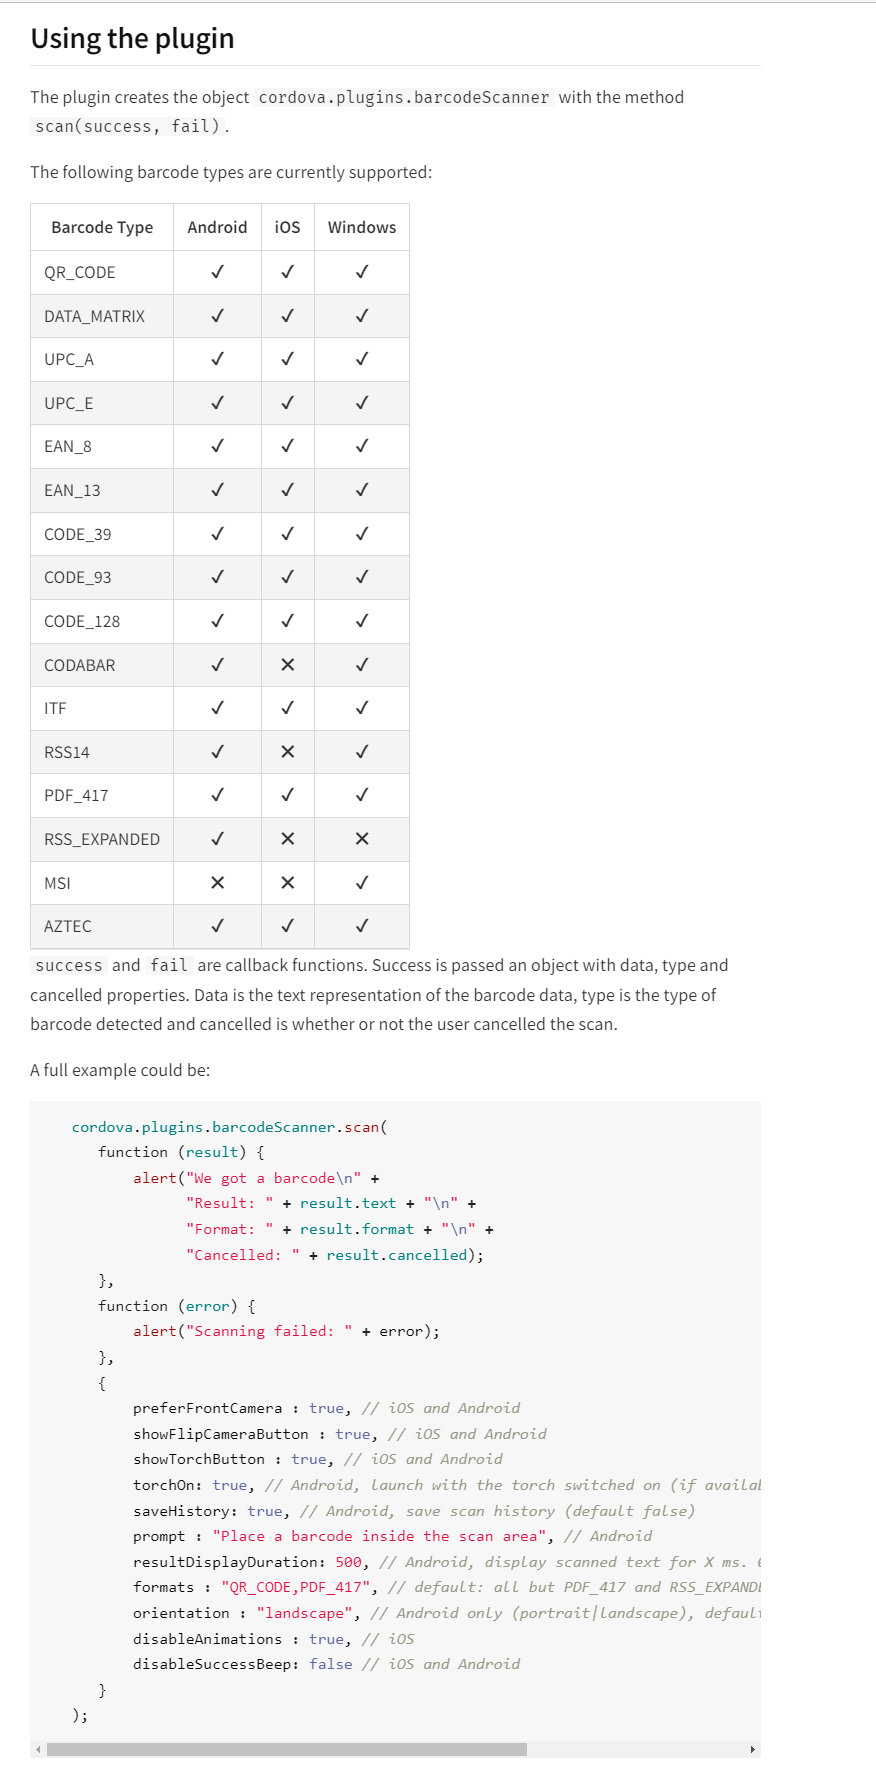 Using the plugin
The plugin creates the object cordova.plugins.barcodeScanner with the method
scan(success, fail).
The following barcode types are currently supported:
Barcode Type Android iOS Windows
QR_CODE ✓ ✓ ✓
DATA_MATRIX ✓ ✓ ✓
UPC_A ✓ ✓ ✓
UPC_E ✓ ✓ ✓
EAN_8 ✓ ✓ ✓
EAN_13 ✓ ✓ ✓
CODE_39 ✓ ✓ ✓
CODE_93 ✓ ✓ ✓
CODE_128 ✓ ✓ ✓
CODABAR ✓ ✕ ✓
ITF ✓ ✓ ✓
RSS14 ✓ ✕ ✓
PDF_417 ✓ ✓ ✓
RSS_EXPANDED ✓ ✕ ✕
MSI ✕ ✕ ✓
AZTEC ✓ ✓ ✓
success and fail are callback functions. Success is passed an object with data, type and
cancelled properties. Data is the text representation of the barcode data, type is the type of
barcode detected and cancelled is whether or not the user cancelled the scan.
A full example could be:
cordova.plugins.barcodeScanner.scan(
function (result) {
alert("We got a barcode\n" +
"Result: " + result.text + "\n" +
"Format: " + result.format + "\n" +
"Cancelled: " + result.cancelled);
},
function (error) {
alert("Scanning failed: " + error);
},
{
preferFrontCamera : true, // iOS and Android
showFlipCameraButton : true, // iOS and Android
showTorchButton : true, // iOS and Android
torchOn: true, // Android, launch with the torch switched on (if
saveHistory: true, // Android, save scan history (default false)
prompt : "Place a barcode inside the scan area", // Android
resultDisplayDuration: 500, // Android, display scanned text for X ms.
formats : "QR_CODE,PDF_417", // default: all but PDF_417 and
orientation : "landscape", // Android only (portrait|landscape),
disableAnimations : true, // iOS
disableSuccessBeep: false // iOS and Android
}
);